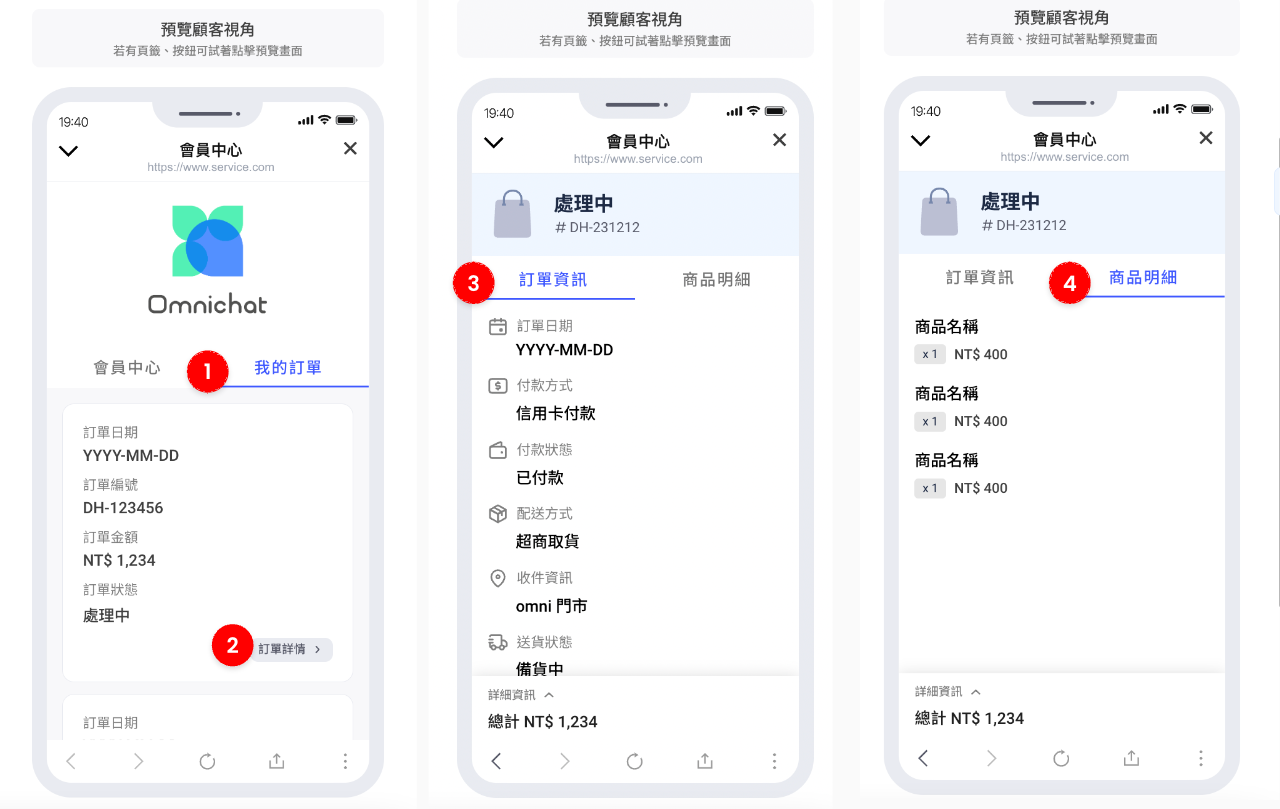 預覽顧客視角
若有頁籤、按鈕可試著點擊預覽畫面
19:40
會員中心
https://www.service.com
Omnichat
會員中心
1
我的訂單
訂單日期
YYYY-MM-DD
訂單編號
DH-123456
訂單金額
NT$ 1,234
訂單狀態
處理中
2
訂單詳情
訂單日期
預覽顧客視角
若有頁籤、按鈕可試著點擊預覽畫面
19:40
會員中心
https://www.service.com
處理中
# DH-231212
3
訂單資訊
商品明細
訂單日期
YYYY-MM-DD
付款方式
信用卡付款
付款狀態
已付款
配送方式
超商取貨
收件資訊
omni 門市
送貨狀態
備貨中
詳細資訊
總計 NT$ 1,234
預覽顧客視角
若有頁籤、按鈕可試著點擊預覽畫面
19:40
會員中心
https://www.service.com
處理中
# DH-231212
訂單資訊
4
商品明細
商品名稱
x 1 NT$ 400
商品名稱
x 1 NT$ 400
商品名稱
x 1 NT$ 400
詳細資訊
總計 NT$ 1,234